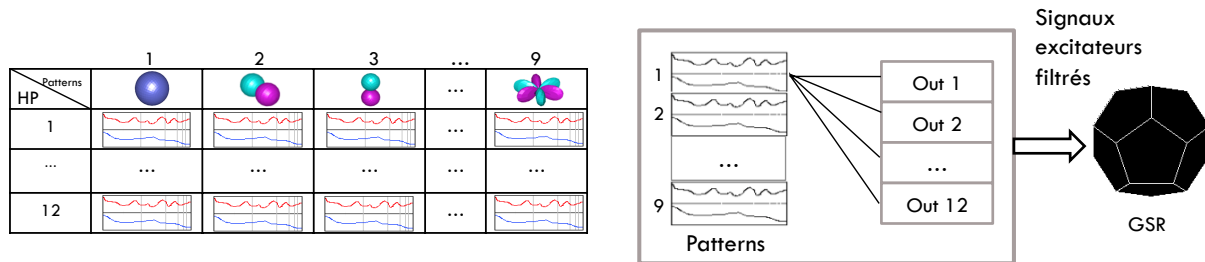 1 2 3 ... 9
Patterns
HP
...
1 ...
... ... ... ... ... ...
12 ...
1
2
...
9
Patterns
Out 1
Out 2
...
Out 12
Signaux
excitateurs
filtrés
GSR